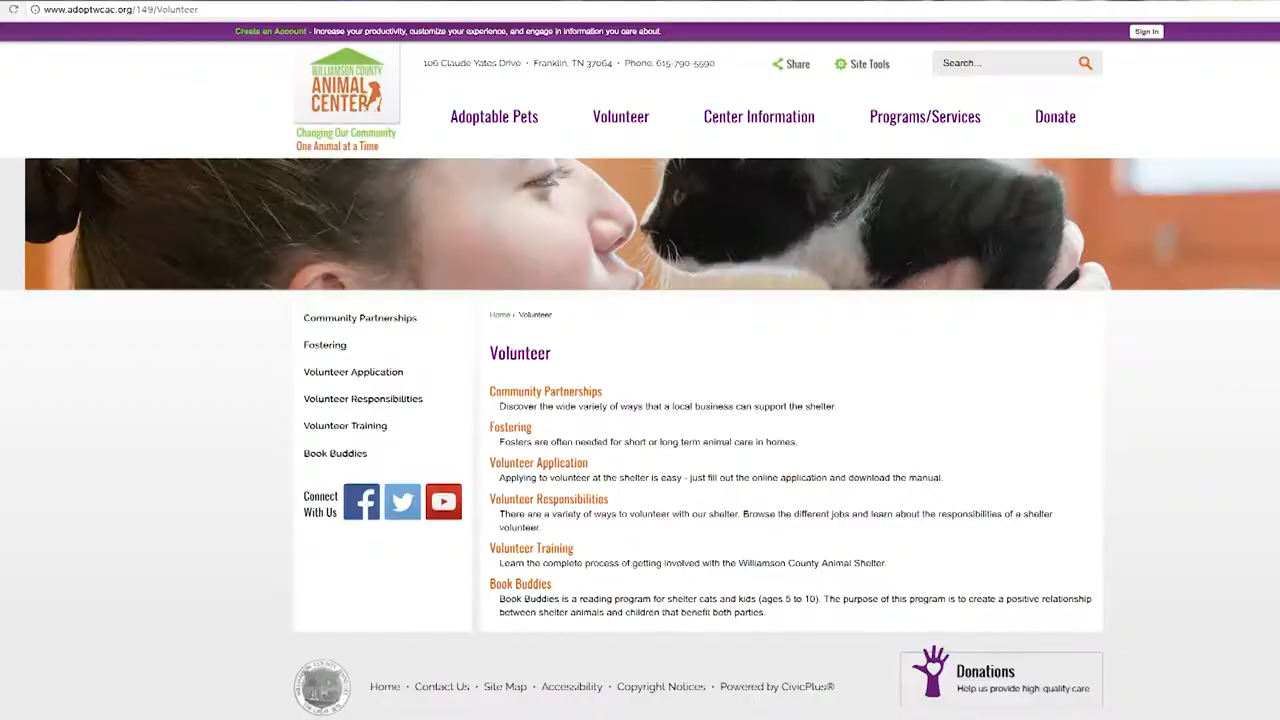 www.adoptwcac.org/149/Volunteer
Create an Account - Increase your productivity, customize your experience, and engage in information you care about.
Sign In
WILLIAMSON COUNTY
ANIMAL
CENTER
Changing Our Community
One Animal at a Time
106 Claude Yates Drive · Franklin, TN 37064 · Phone: 615-790-5590
Share
Site Tools
Search...
Adoptable Pets
Volunteer
Center Information
Programs/Services
Donate
Community Partnerships
Fostering
Volunteer Application
Volunteer Responsibilities
Volunteer Training
Book Buddies
Connect
With Us
Home › Volunteer
Volunteer
Community Partnerships
Discover the wide variety of ways that a local business can support the shelter.
Fostering
Fosters are often needed for short or long term animal care in homes.
Volunteer Application
Applying to volunteer at the shelter is easy - just fill out the online application and download the manual.
Volunteer Responsibilities
There are a variety of ways to volunteer with our shelter. Browse the different jobs and learn about the responsibilities of a shelter
volunteer.
Volunteer Training
Learn the complete process of getting involved with the Williamson County Animal Shelter.
Book Buddies
Book Buddies is a reading program for shelter cats and kids (ages 5 to 10). The purpose of this program is to create a positive relationship
between shelter animals and children that benefit both parties.
Home · Contact Us · Site Map · Accessibility · Copyright Notices · Powered by CivicPlus®
Donations
Help us provide high-quality care